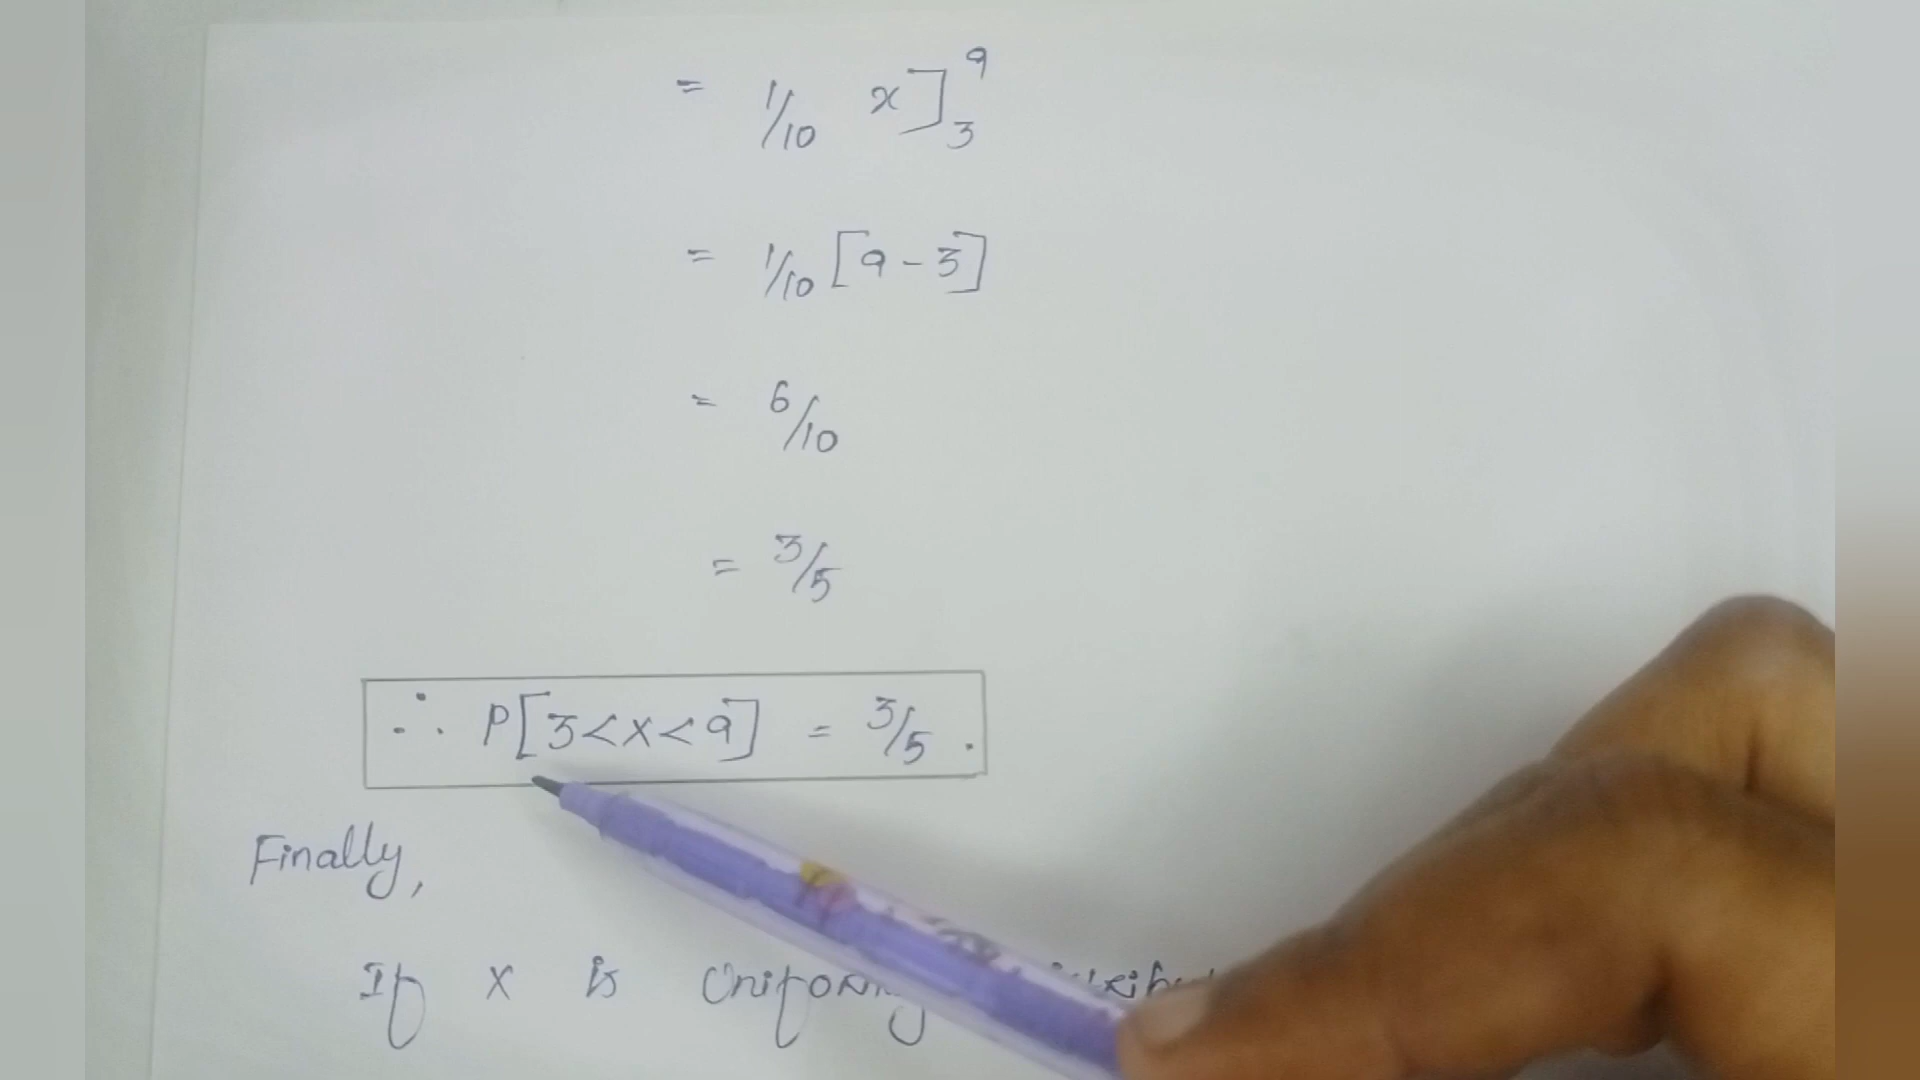 = 1/10 x]₃⁹
= 1/10 [9-3]
= 6/10
= 3/5
∴ P[3<x<9] = 3/5.
Finally,
If X is